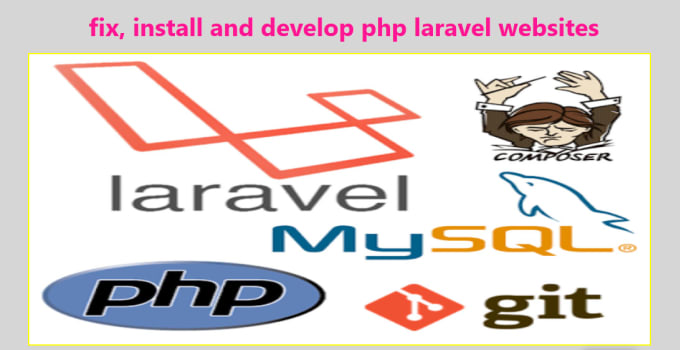 fix, install and develop php laravel websites
COMPOSER
laravel
MySQL®
php
git